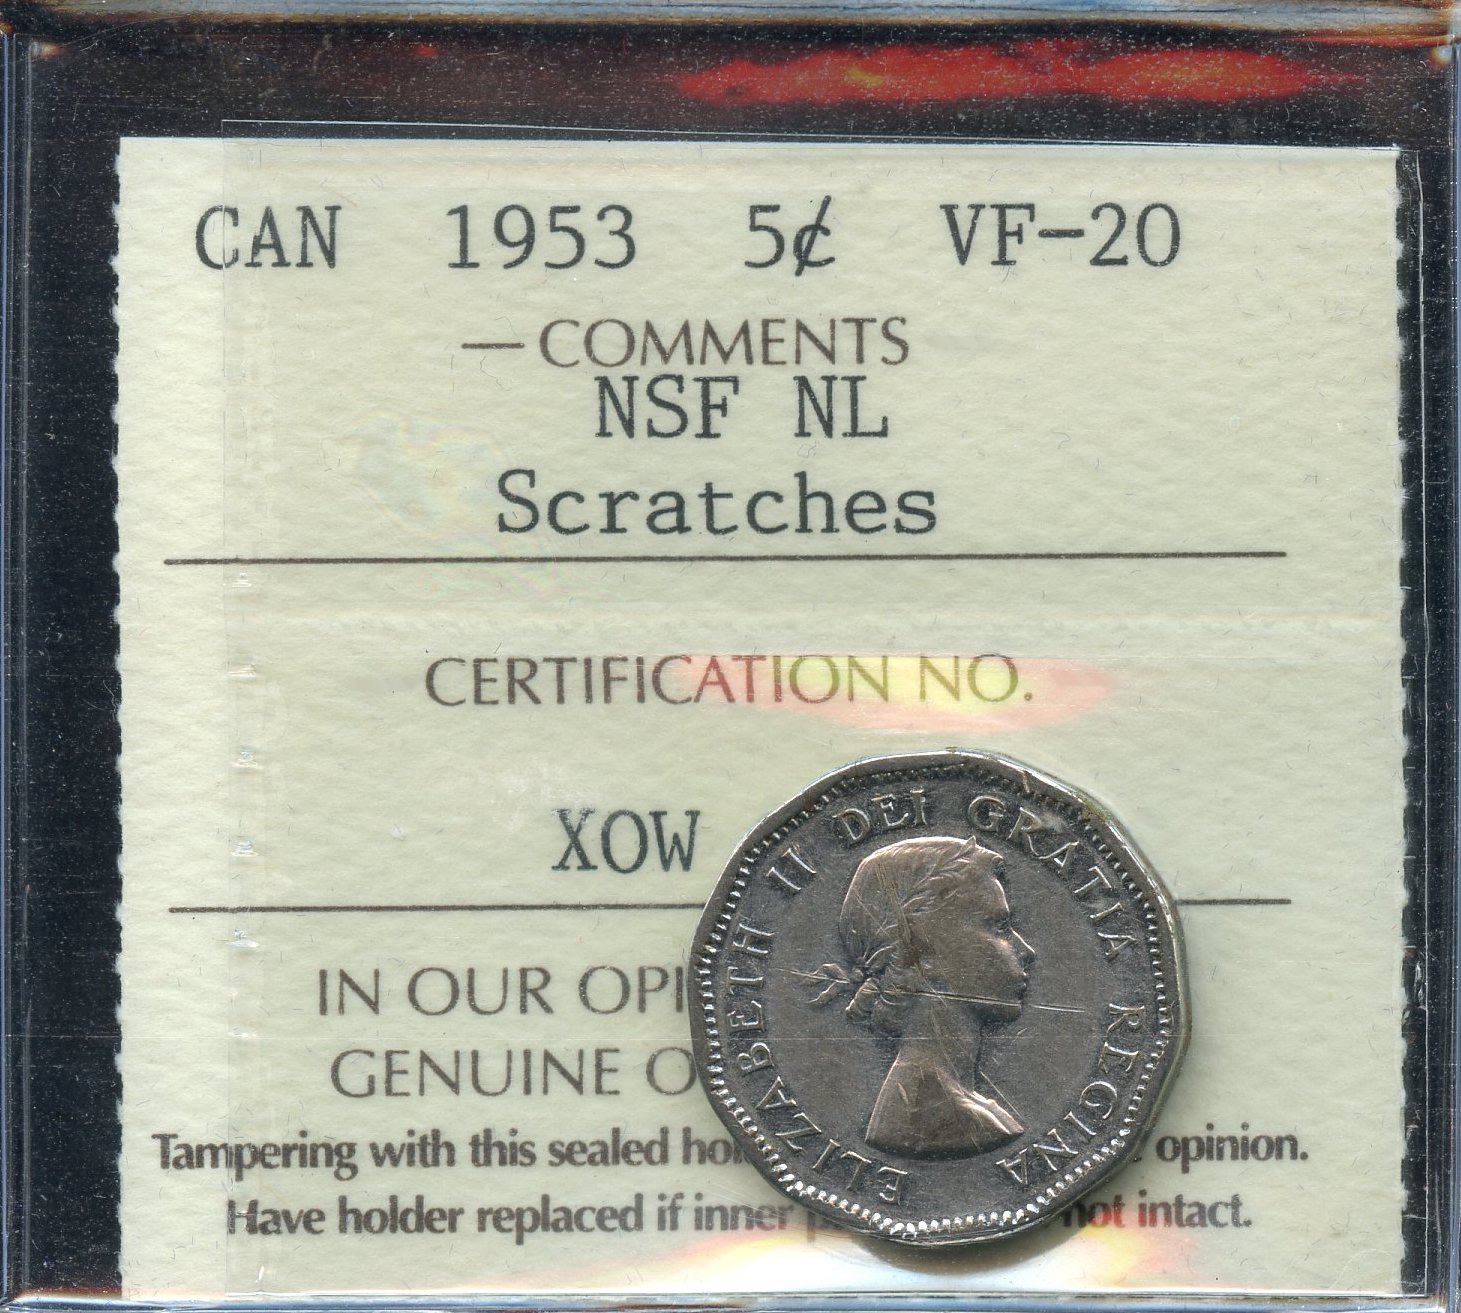 CAN 1953 5¢ VF-20
—COMMENTS
NSF NL
Scratches
CERTIFICATION NO.
XOW
IN OUR OPI
GENUINE O
Tampering with this sealed hol opinion.
Have holder replaced if inner not intact.
ELIZABETH II DEI GRATIA REGINA